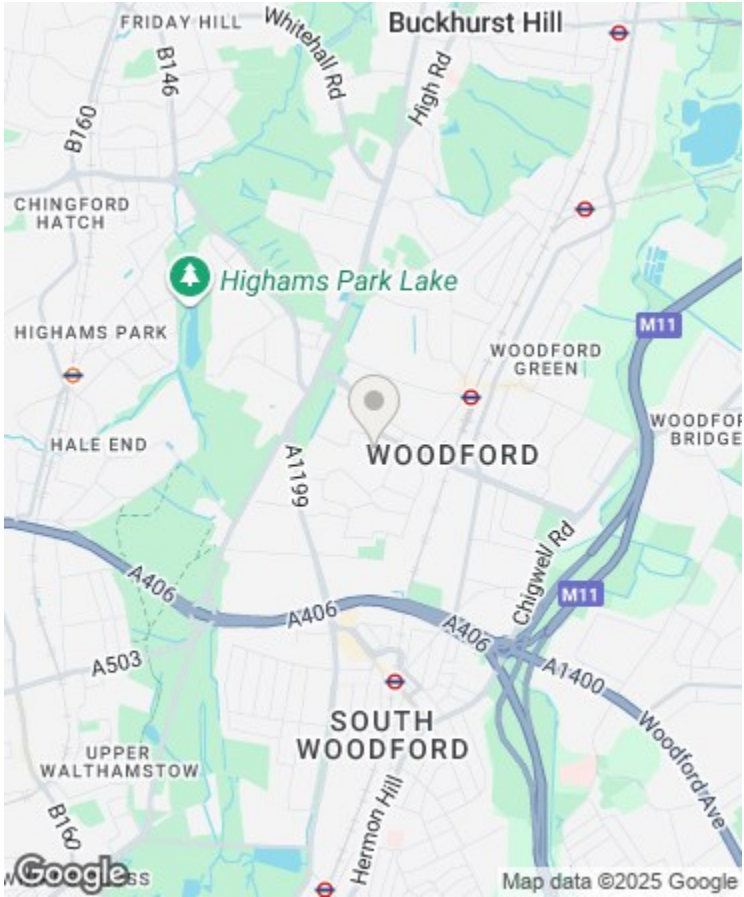 Buckhurst Hill
FRIDAY HILL
Whitehall Rd
B146
High Rd
B160
CHINGFORD
HATCH
Highams Park Lake
M11
HIGHAMS PARK
WOODFORD
GREEN
HALE END
WOODFOR
BRIDGE
WOODFORD
A1199
Chigwell Rd
A406
M11
A406
A406
A503
A1400
SOUTH
WOODFORD
Woodford Ave
UPPER
WALTHAMSTOW
B160
Hermon Hill
Google
SS
Map data ©2025 Google